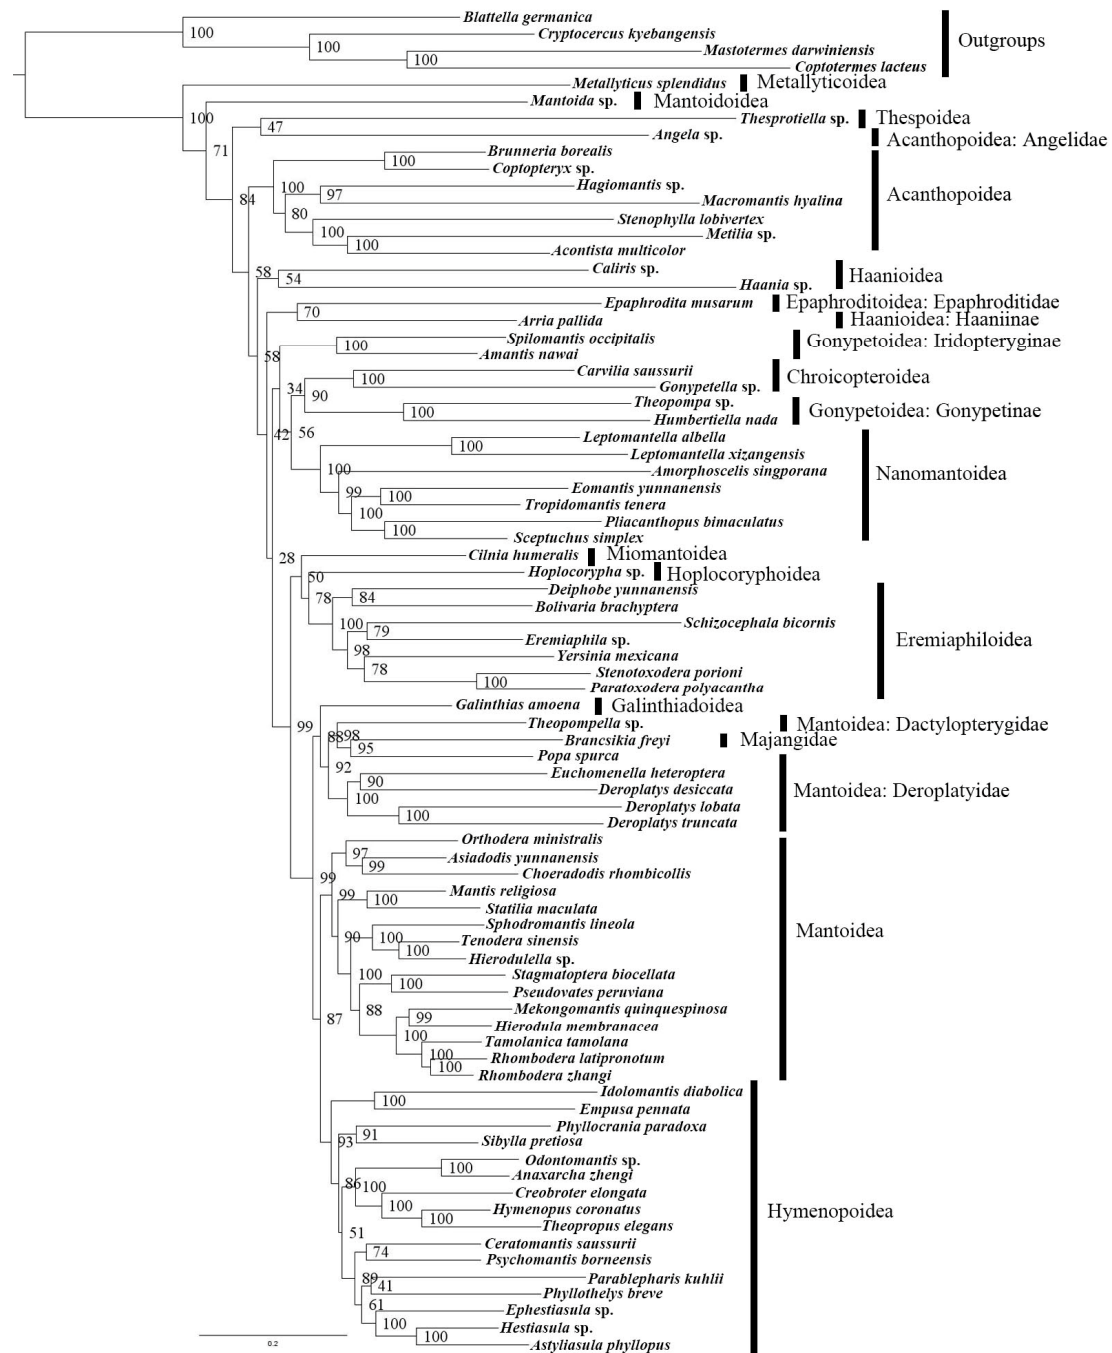 Blattella germanica
100
Cryptocercus kyebangensis
Outgroups
Mastotermes darwiniensis
100
100
Coptotermes lacteus
Metallyticus splendidus
Metallyticoidea
Mantoida sp.
Mantoidoidea
100
Thesprotiella sp.
Thespoidea
47
Angela sp.
Acanthopoidea: Angelidae
71
Brunneria borealis
100
Coptopteryx sp.
100
Hagiomantis sp.
Acanthopoidea
97
84
Macromantis hyalina
80
Stenophylla lobivertex
100
Metilia sp.
100
Acontista multicolor
58
Caliris sp.
Haanioidea
54
Haania sp.
Epaphrodita musarum
Epaphroditoidea: Epaphroditidae
70
Arria pallida
Haanioidea: Haaniinae
Spilomantis occipitalis
Gonypetoidea: Iridopteryginae
100
58
Amantis nawai
Carvilia saussurii
Chroicopteroidea
100
34
Gonypetella sp.
90
Theopompa sp.
Gonypetoidea: Gonypetinae
100
Humbertiella nada
42
56
Leptomantella albella
100
Leptomantella xizangensis
100
Amorphoscelis singporana
Nanomantoidea
99
Eomantis yunnanensis
100
Tropidomantis tenera
100
Pliacanthopus bimaculatus
100
Sceptuchus simplex
28
Cilnia humeralis
Miomantoidea
50
Hoplocorypha sp.
Hoplocoryphoidea
78
Deiphobe yunnanensis
84
Bolivaria brachyptera
100
Schizocephala bicornis
79
Eremiaphila sp.
Eremiaphiloidea
98
Yersinia mexicana
78
Stenotoxodera porioni
100
Paratoxodera polyacantha
Galinthias amoena
Galinthiadoidea
99
Theopompella sp.
Mantoidea: Dactylopterygidae
88
98
Brancsikia freyi
Majangidae
95
Popa spurca
92
Euchomenella heteroptera
90
Deroplatys desiccata
Mantoidea: Deroplatyidae
100
Deroplatys lobata
100
Deroplatys truncata
Orthodera ministralis
97
Asiadodis yunnanensis
99
Choeradodis rhombicollis
99
Mantis religiosa
99
100
Statilia maculata
Sphodromantis lineola
Mantoidea
90
100
Tenodera sinensis
100
Hierodulella sp.
Stagmatoptera biocellata
100
100
Pseudovates peruviana
88
Mekongomantis quinquespinosa
87
99
Hierodula membranacea
100
Tamolanica tamolana
100
Rhombodera latipronotum
100
Rhombodera zhangi
Idolomantis diabolica
100
Empusa pennata
Phyllocrania paradoxa
93
91
Sibylla pretiosa
Odontomantis sp.
100
Anaxarcha zhengi
86
100
Creobroter elongata
100
Hymenopus coronatus
Hymenopoidea
100
Theopropus elegans
51
Ceratomantis saussurii
74
Psychomantis borneensis
89
Parablepharis kuhlii
41
Phyllothelys breve
61
Ephestiasula sp.
100
Hestiasula sp.
100
Astyliasula phyllopus
0.2